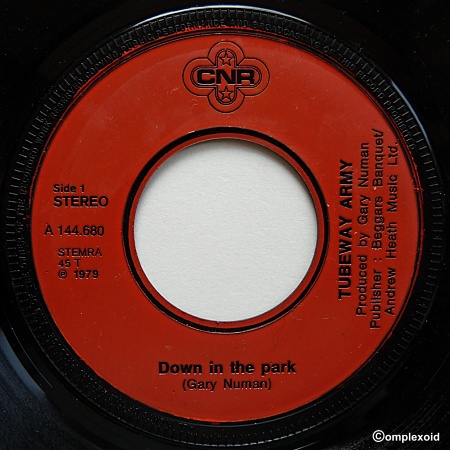 CNR
Side 1
STEREO
A 144.680
STEMRA
45 T
℗ 1979
TUBEWAY ARMY
Produced by Gary Numan
Publisher : Beggars Banquet/
Andrew Heath Music Ltd.
Down in the park
(Gary Numan)
©omplexoid